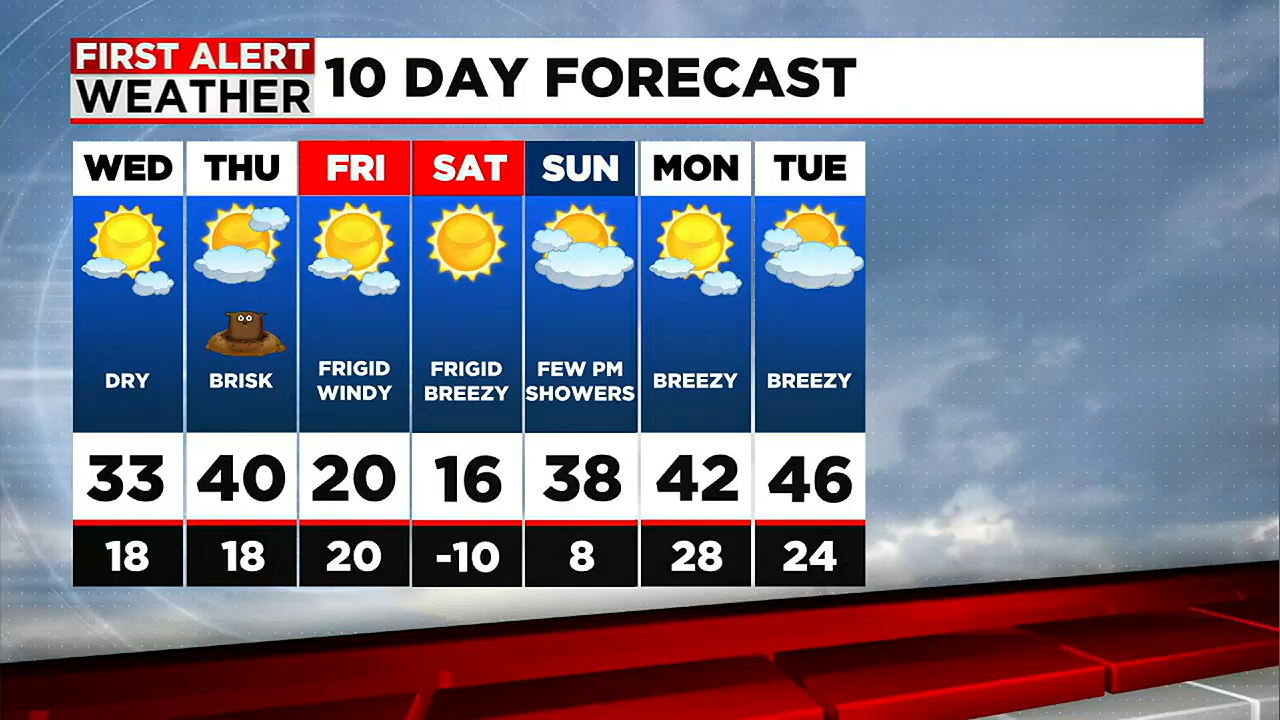 FIRST ALERT
WEATHER
10 DAY FORECAST
WED THU FRI SAT SUN MON TUE
DRY
BRISK
FRIGID
WINDY
FRIGID
BREEZY
FEW PM
SHOWERS
BREEZY
BREEZY
33 40 20 16 38 42 46
18 18 20 -10 8 28 24